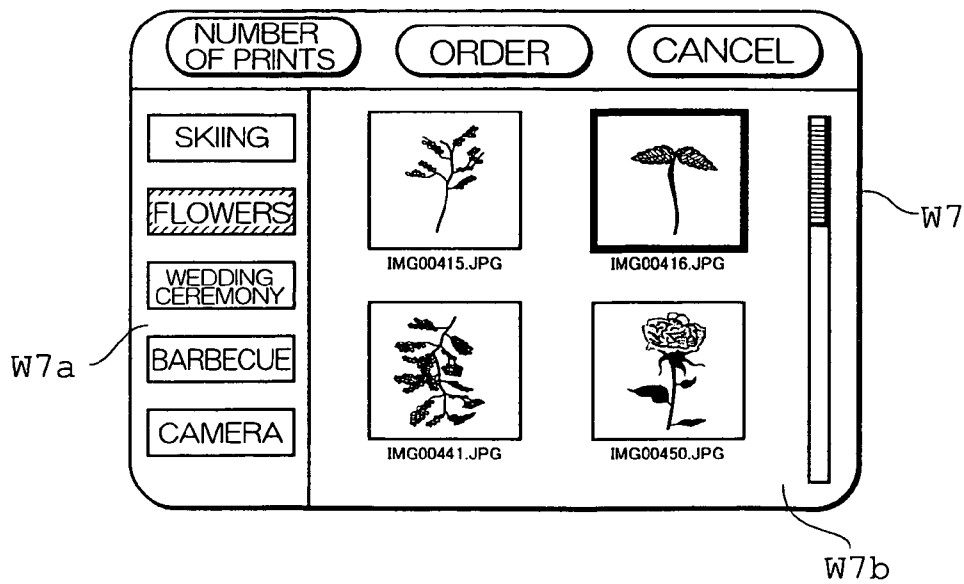 NUMBER
OF PRINTS
ORDER
CANCEL
SKIING
FLOWERS
WEDDING
CEREMONY
BARBECUE
CAMERA
IMG00415.JPG
IMG00416.JPG
IMG00441.JPG
IMG00450.JPG
W7
W7a
W7b